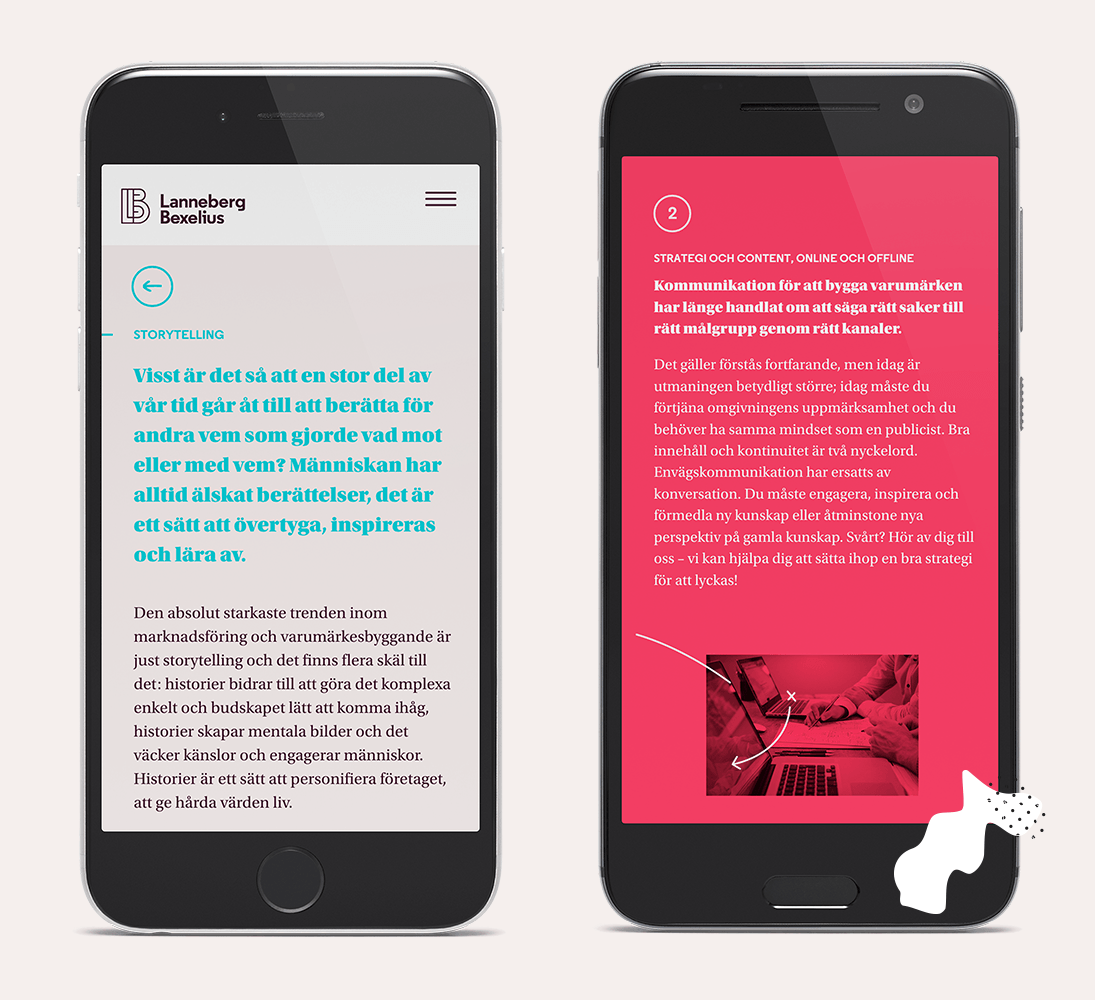 Lanneberg
Bexelius
STORYTELLING
Visst är det så att en stor del av
vår tid går åt till att berätta för
andra vem som gjorde vad mot
eller med vem? Människan har
alltid älskat berättelser, det är
ett sätt att övertyga, inspireras
och lära av.
Den absolut starkaste trenden inom
marknadsföring och varumärkesbyggande är
just storytelling och det finns flera skäl till
det: historier bidrar till att göra det komplexa
enkelt och budskapet lätt att komma ihåg,
historier skapar mentala bilder och det
väcker känslor och engagerar människor.
Historier är ett sätt att personifiera företaget,
att ge hårda värden liv.
2
STRATEGI OCH CONTENT, ONLINE OCH OFFLINE
Kommunikation för att bygga varumärken
har länge handlat om att säga rätt saker till
rätt målgrupp genom rätt kanaler.
Det gäller förstås fortfarande, men idag är
utmaningen betydligt större; idag måste du
förtjäna omgivningens uppmärksamhet och du
behöver ha samma mindset som en publicist. Bra
innehåll och kontinuitet är två nyckelord.
Envägskommunikation har ersatts av
konversation. Du måste engagera, inspirera och
förmedla ny kunskap eller åtminstone nya
perspektiv på gamla kunskap. Svårt? Hör av dig till
oss – vi kan hjälpa dig att sätta ihop en bra strategi
för att lyckas!